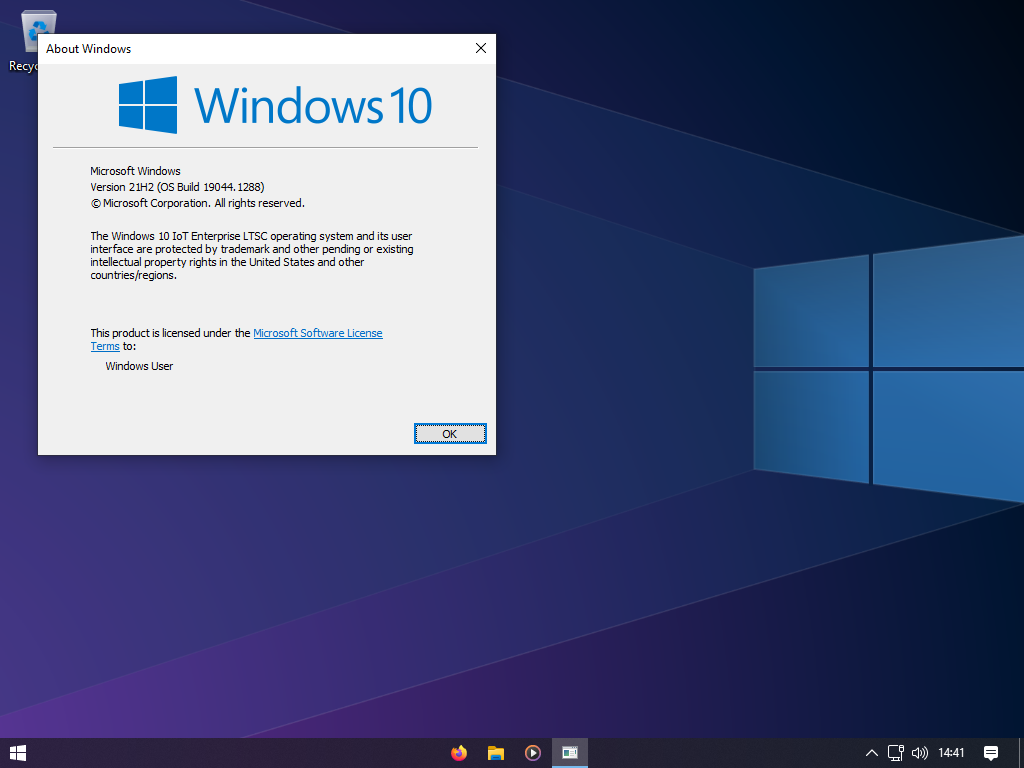 Recyc
About Windows
Windows 10
Microsoft Windows
Version 21H2 (OS Build 19044.1288)
© Microsoft Corporation. All rights reserved.
The Windows 10 IoT Enterprise LTSC operating system and its user
interface are protected by trademark and other pending or existing
intellectual property rights in the United States and other
countries/regions.
This product is licensed under the Microsoft Software License
Terms to:
Windows User
OK
14:41